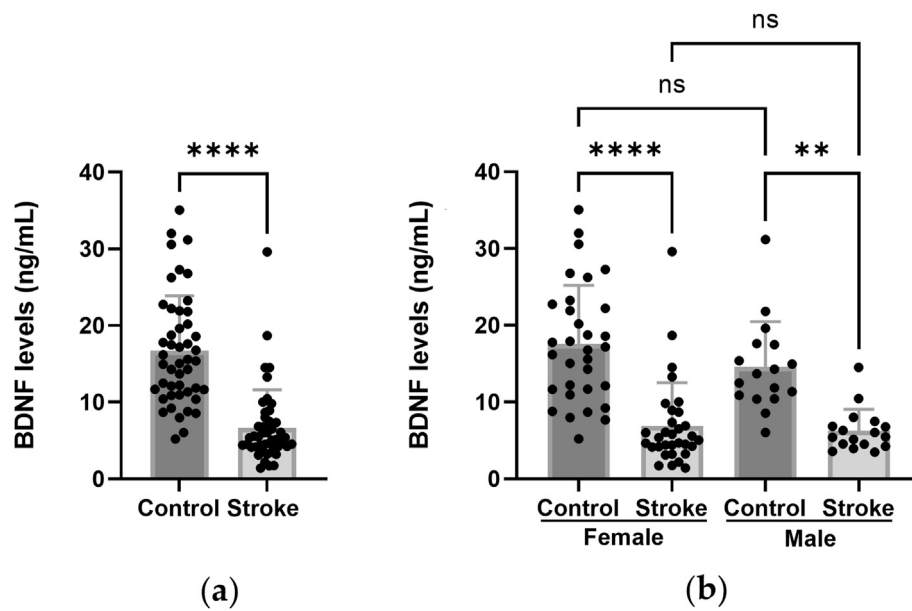 ns
ns
****
**** **
BDNF levels (ng/mL)
40
30
20
10
0
Control Stroke
BDNF levels (ng/mL)
40
30
20
10
0
Control Stroke Control Stroke
Female Male
(a) (b)